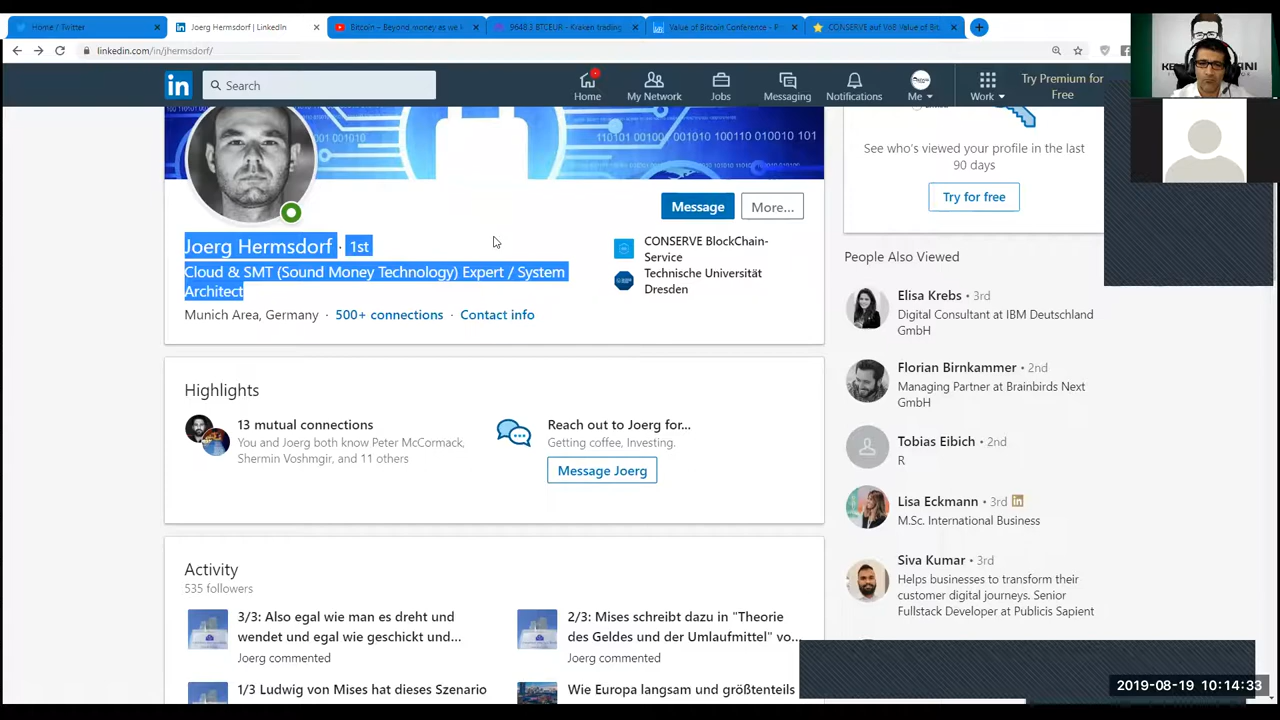 Home / Twitter
Joerg Hermsdorf | LinkedIn
Bitcoin – Beyond money as we k
9648.3 BTCEUR - Kraken trading
Value of Bitcoin Conference - P
CONSERVE auf VoB Value of Bit
linkedin.com/in/jhermsdorf/
Search
Home
My Network
Jobs
Messaging
Notifications
Me
Work
Try Premium for
Free
See who's viewed your profile in the last
90 days
Try for free
Message
More...
Joerg Hermsdorf · 1st
Cloud & SMT (Sound Money Technology) Expert / System
Architect
Munich Area, Germany · 500+ connections · Contact info
CONSERVE BlockChain-
Service
Technische Universität
Dresden
Highlights
13 mutual connections
You and Joerg both know Peter McCormack,
Shermin Voshmgir, and 11 others
Reach out to Joerg for...
Getting coffee, Investing.
Message Joerg
Activity
535 followers
3/3: Also egal wie man es dreht und
wendet und egal wie geschickt und...
Joerg commented
2/3: Mises schreibt dazu in "Theorie
des Geldes und der Umlaufmittel" vo...
Joerg commented
1/3 Ludwig von Mises hat dieses Szenario
Wie Europa langsam und größtenteils
People Also Viewed
Elisa Krebs • 3rd
Digital Consultant at IBM Deutschland
GmbH
Florian Birnkammer • 2nd
Managing Partner at Brainbirds Next
GmbH
Tobias Eibich • 2nd
R
Lisa Eckmann • 3rd
M.Sc. International Business
Siva Kumar • 3rd
Helps businesses to transform their
customer digital journeys. Senior
Fullstack Developer at Publicis Sapient
2019-08-19 10:14:33